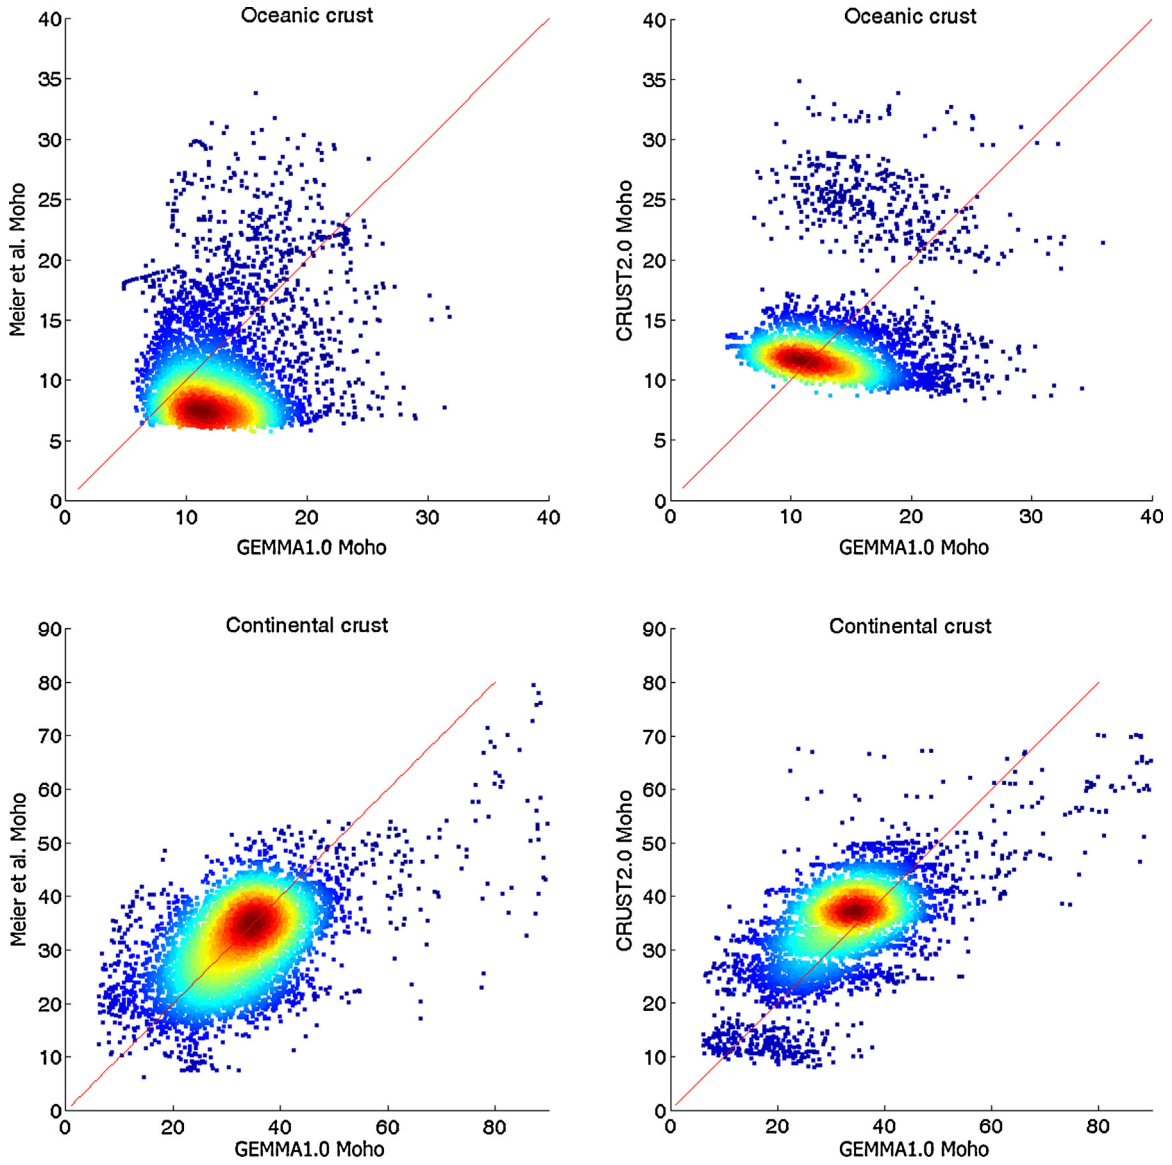 Oceanic crust
40
35
30
25
20
15
10
5
0
Meier et al. Moho
0 10 20 30 40
GEMMA1.0 Moho
Oceanic crust
40
35
30
25
20
15
10
5
0
CRUST2.0 Moho
0 10 20 30 40
GEMMA1.0 Moho
Continental crust
90
80
70
60
50
40
30
20
10
0
Meier et al. Moho
0 20 40 60 80
GEMMA1.0 Moho
Continental crust
90
80
70
60
50
40
30
20
10
0
CRUST2.0 Moho
0 20 40 60 80
GEMMA1.0 Moho